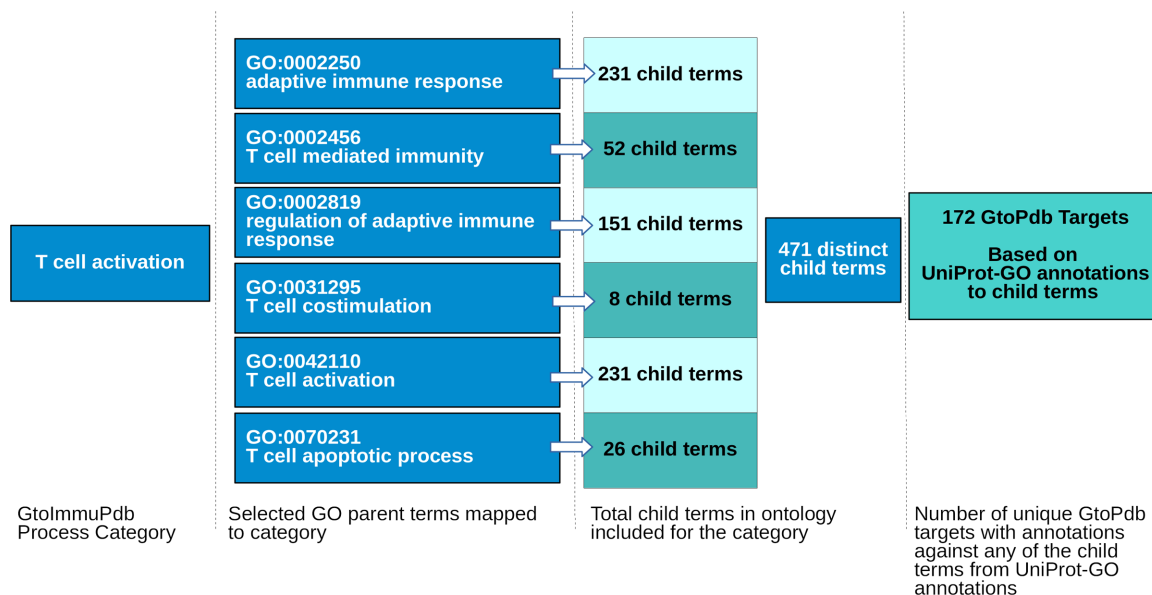 T cell activation
GO:0002250
adaptive immune response
GO:0002456
T cell mediated immunity
GO:0002819
regulation of adaptive immune
response
GO:0031295
T cell costimulation
GO:0042110
T cell activation
GO:0070231
T cell apoptotic process
231 child terms
52 child terms
151 child terms
8 child terms
231 child terms
26 child terms
471 distinct
child terms
172 GtoPdb Targets
Based on
UniProt-GO annotations
to child terms
GtoImmuPdb
Process Category
Selected GO parent terms mapped
to category
Total child terms in ontology
included for the category
Number of unique GtoPdb
targets with annotations
against any of the child
terms from UniProt-GO
annotations